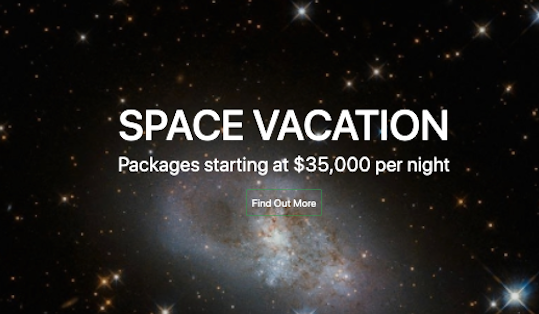 SPACE VACATION
Packages starting at $35,000 per night
Find Out More